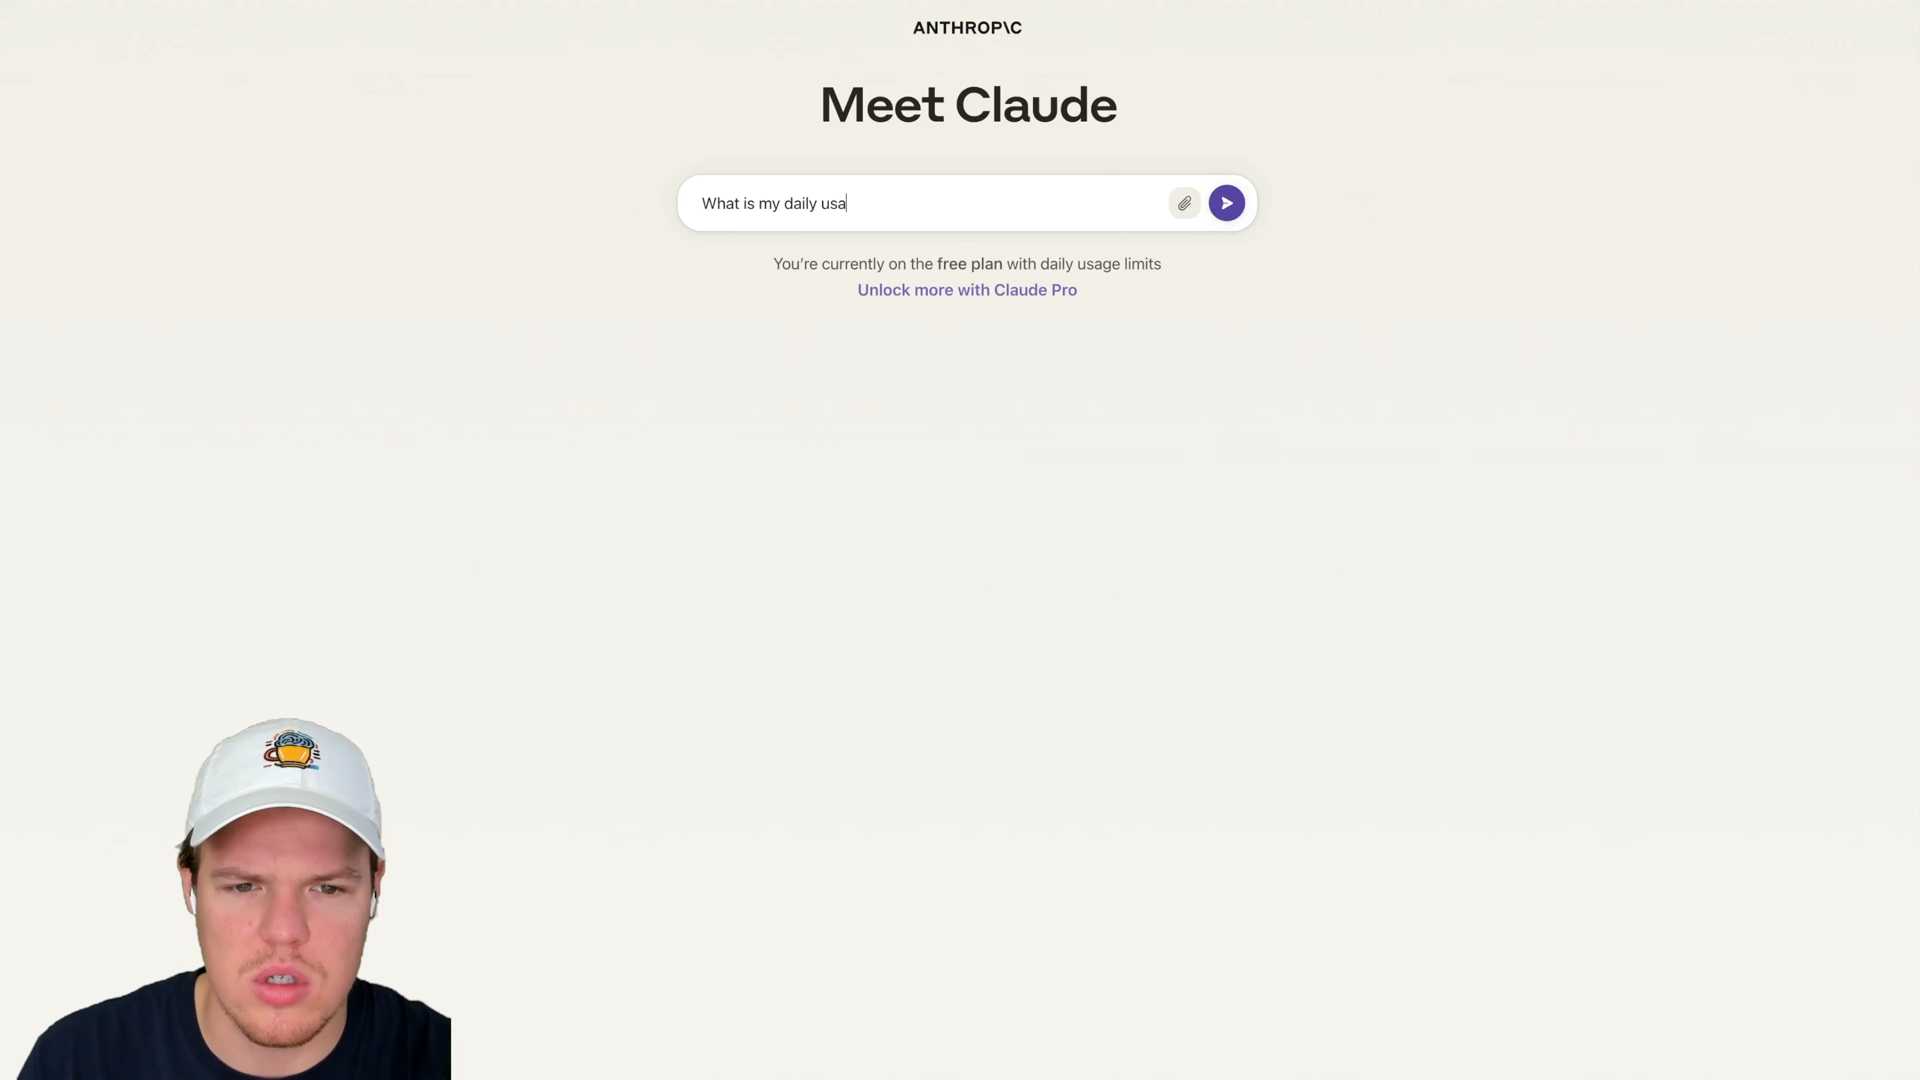 ANTHROP\C
Meet Claude
What is my daily usa
You’re currently on the free plan with daily usage limits
Unlock more with Claude Pro